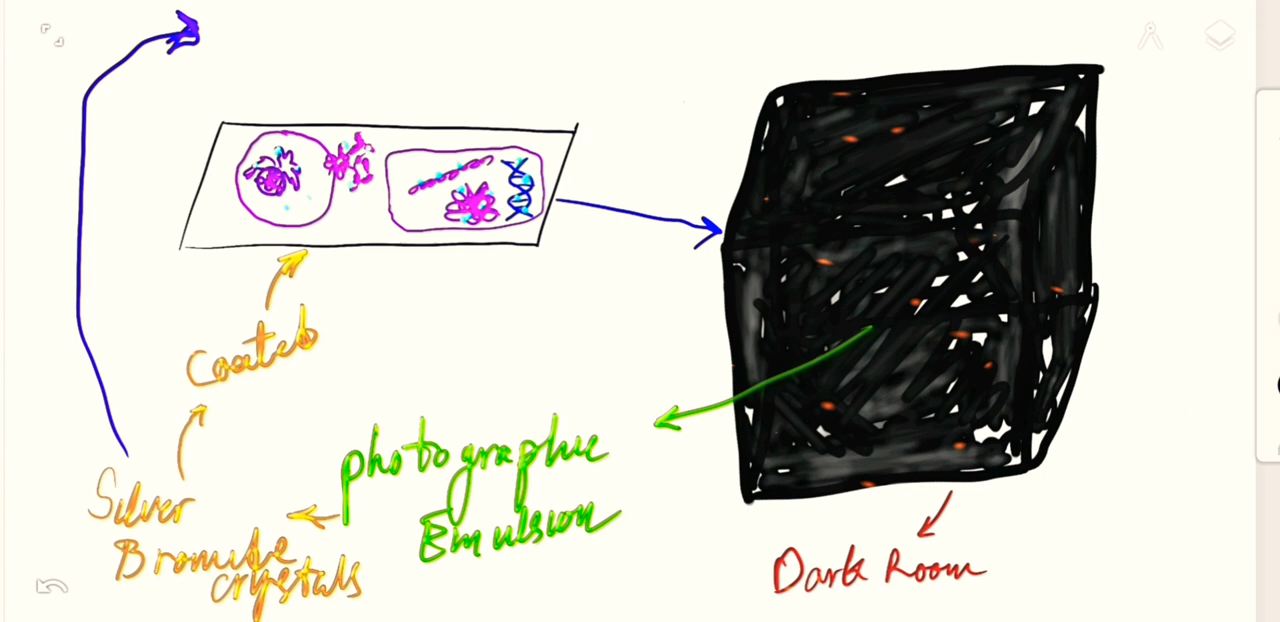 Coated
Silver
Bromide
crystals
photographic
Emulsion
Dark Room